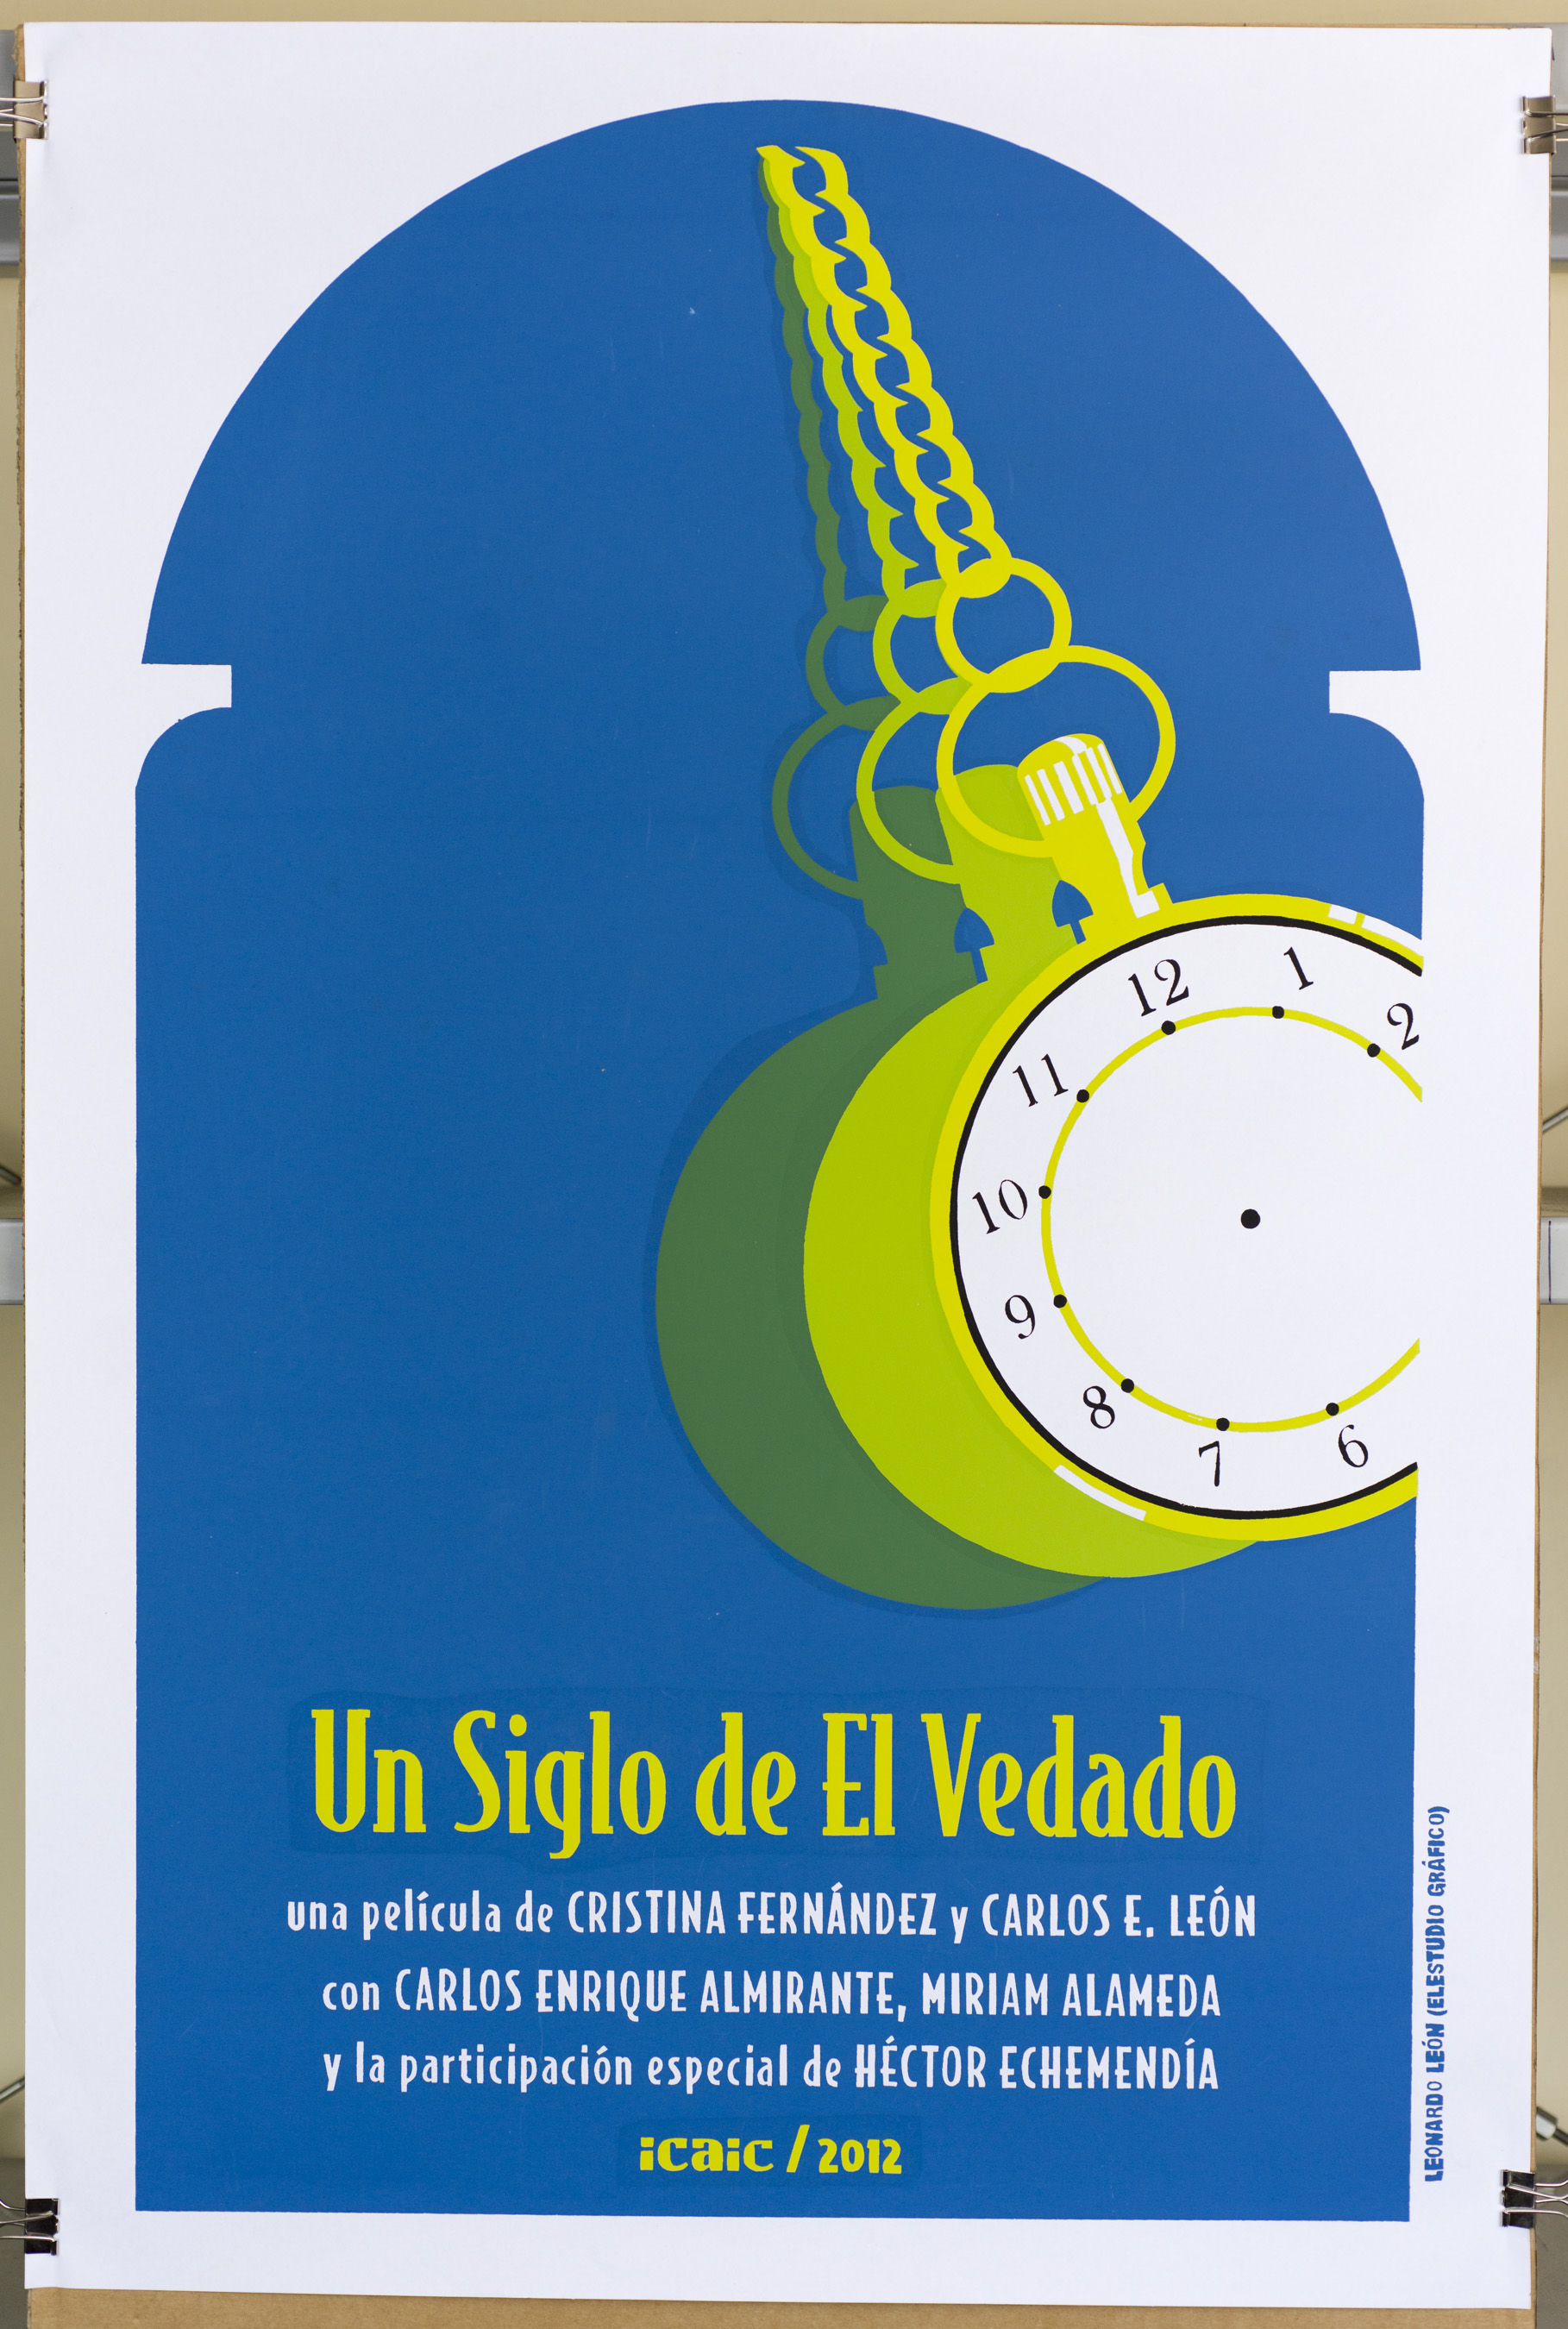 12
1
2
11
10
9
8
7
6
Un Siglo de El Vedado
una película de CRISTINA FERNÁNDEZ y CARLOS E. LEÓN
con CARLOS ENRIQUE ALMIRANTE, MIRIAM ALAMEDA
y la participación especial de HÉCTOR ECHEMENDÍA
icaic / 2012
LEONARDO LEÓN (ELESTUDIO GRÁFICO)